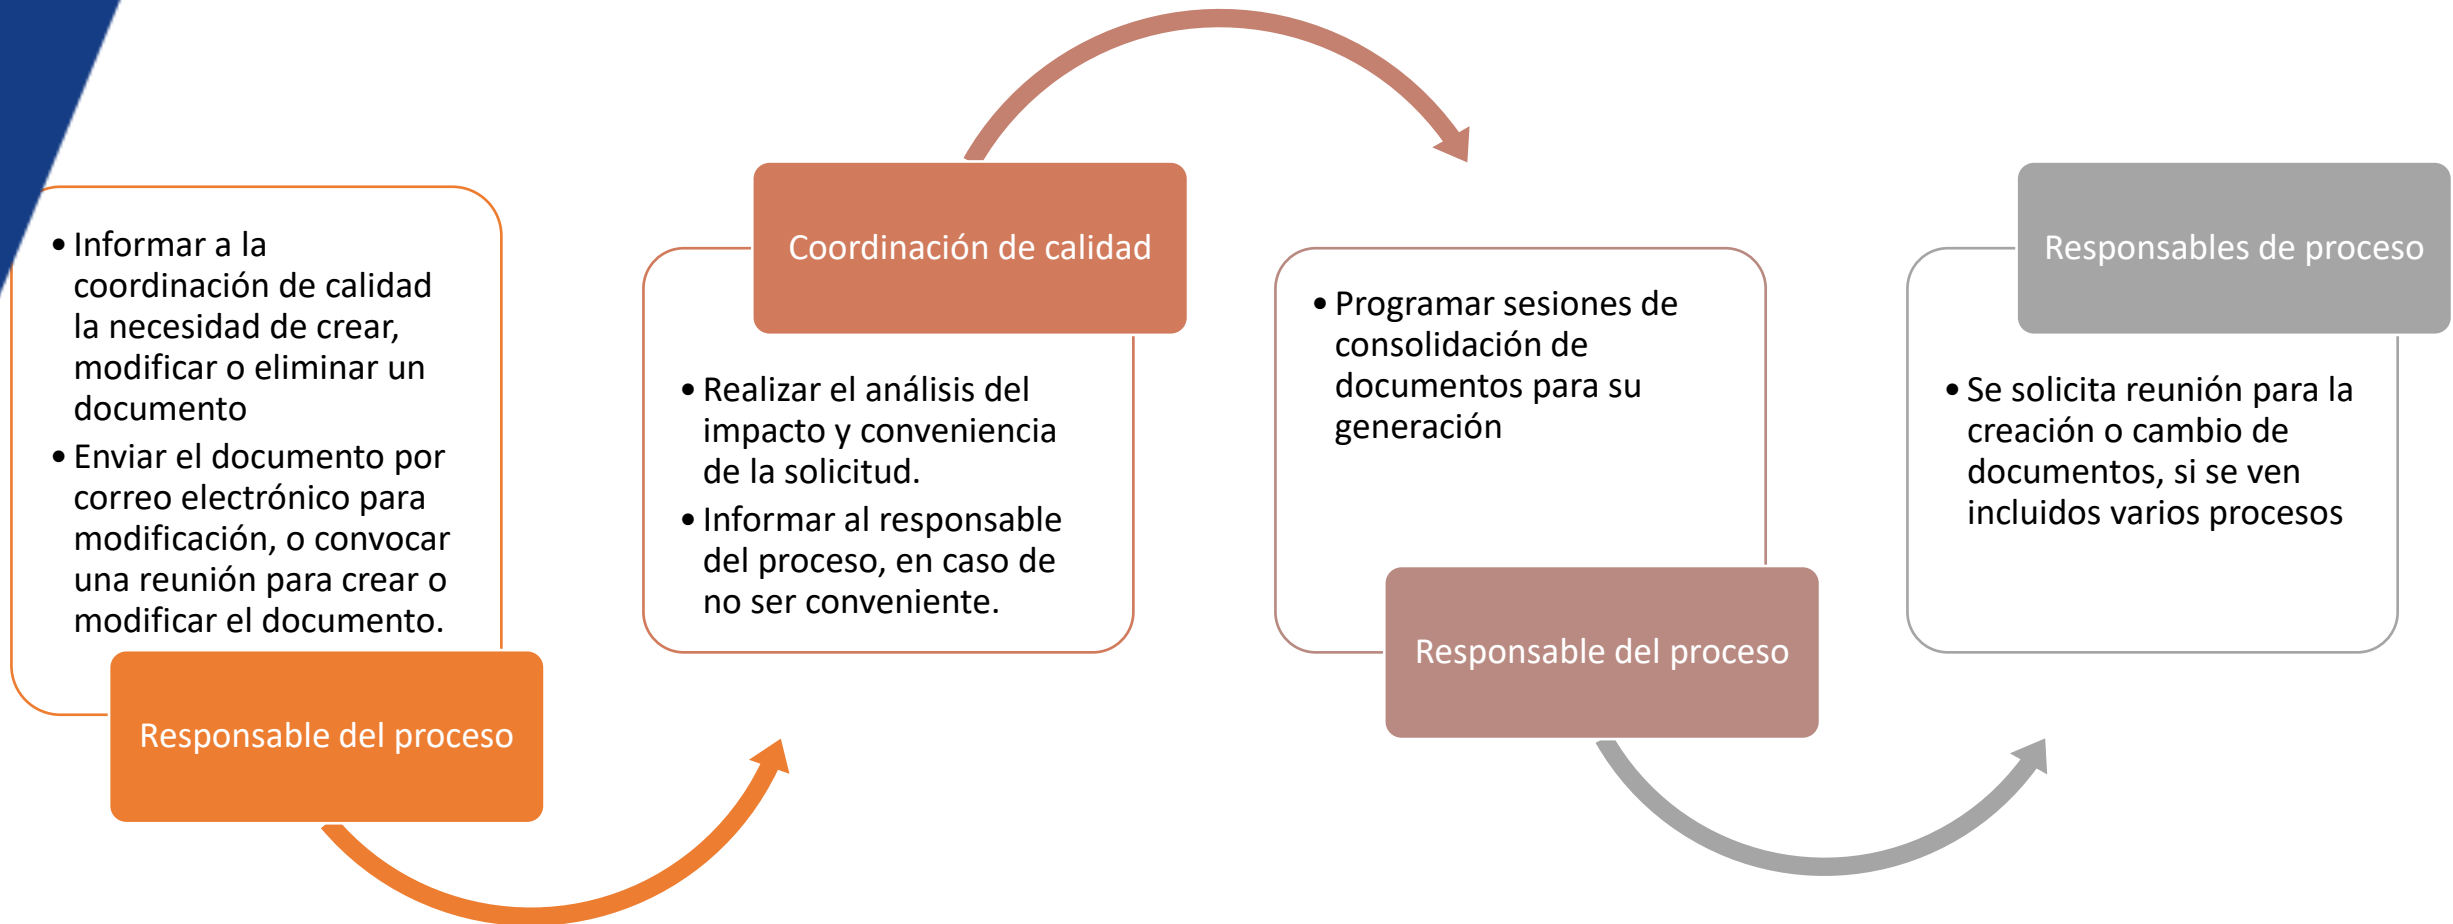 • Informar a la
coordinación de calidad
la necesidad de crear,
modificar o eliminar un
documento
• Enviar el documento por
correo electrónico para
modificación, o convocar
una reunión para crear o
modificar el documento.
Responsable del proceso
Coordinación de calidad
• Realizar el análisis del
impacto y conveniencia
de la solicitud.
• Informar al responsable
del proceso, en caso de
no ser conveniente.
• Programar sesiones de
consolidación de
documentos para su
generación
Responsable del proceso
Responsables de proceso
• Se solicita reunión para la
creación o cambio de
documentos, si se ven
incluidos varios procesos